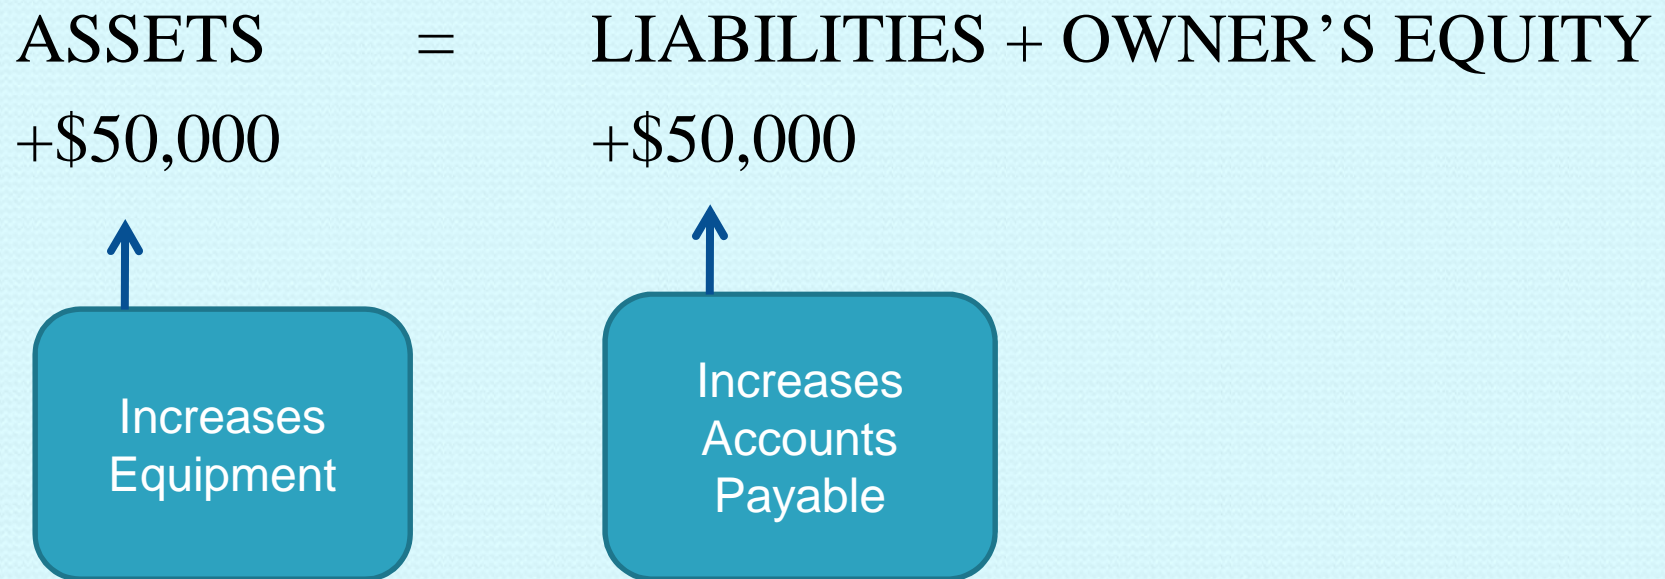 ASSETS = LIABILITIES + OWNER’S EQUITY
+$50,000 +$50,000
Increases
Equipment
Increases
Accounts
Payable